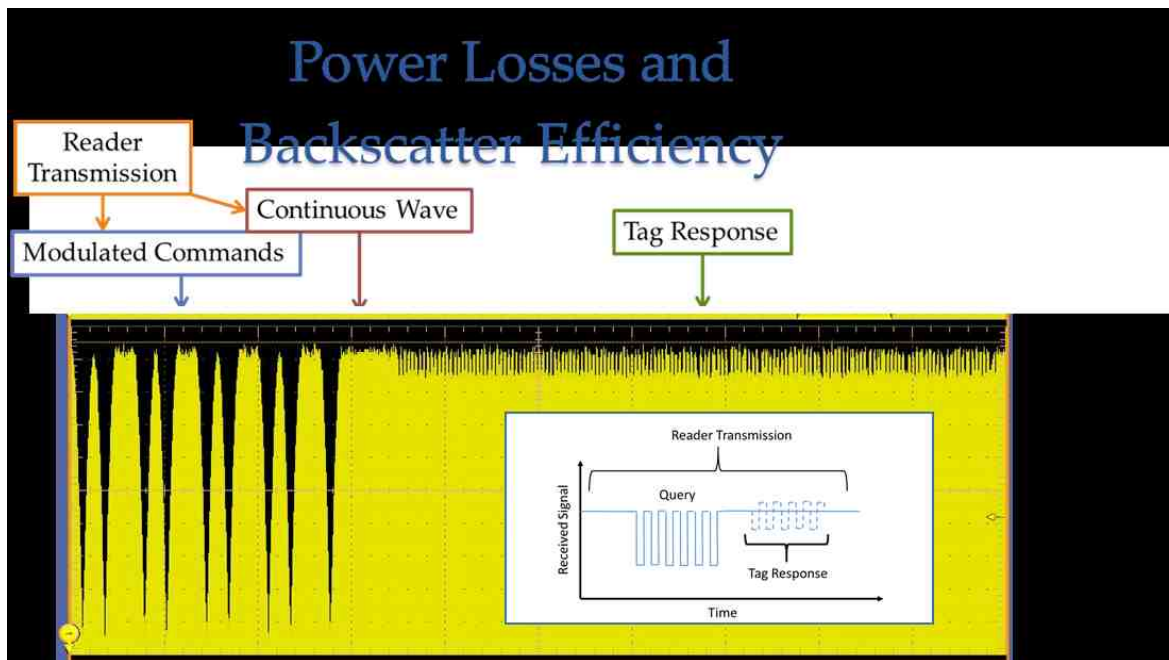 Power Losses and
Backscatter Efficiency
Reader
Transmission
Continuous Wave
Modulated Commands
Tag Response
Reader Transmission
Query
Received Signal
Tag Response
Time